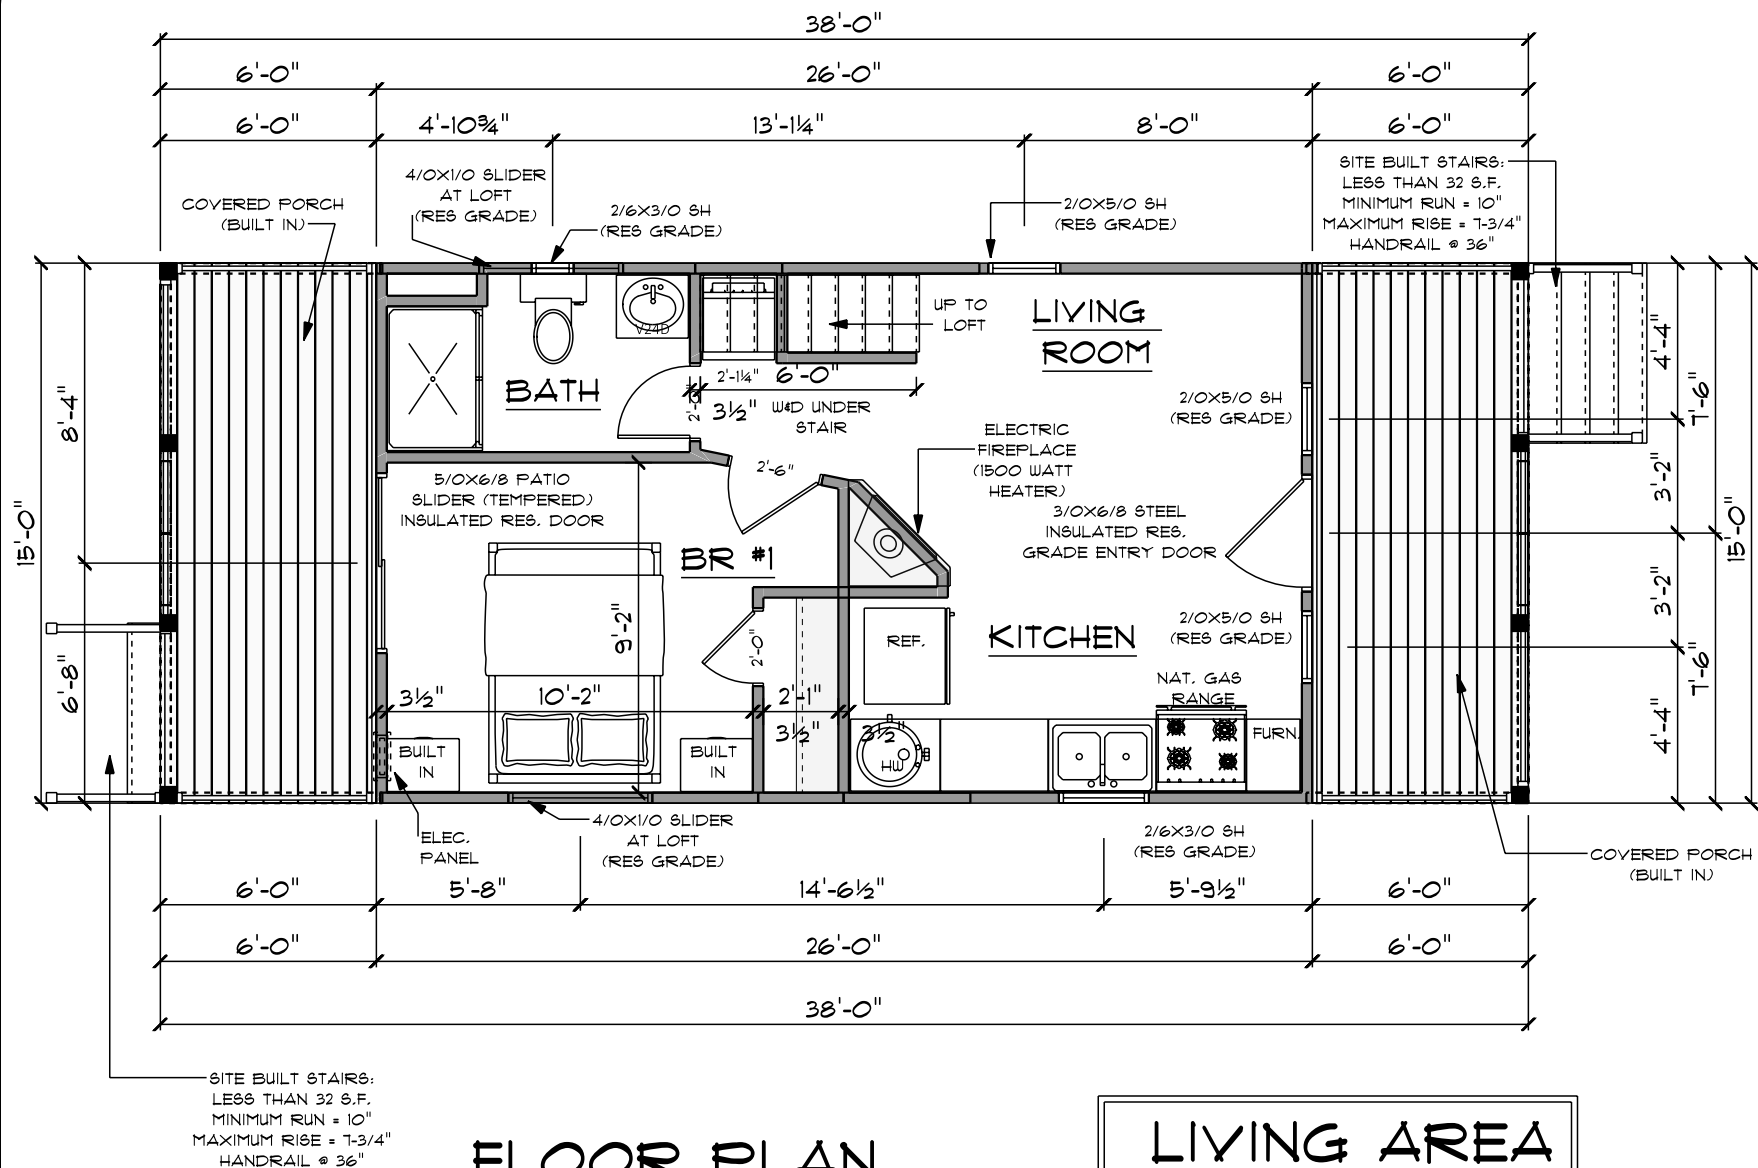 38'-0"
6'-0" 26'-0" 6'-0"
6'-0" 4'-10¾" 13'-1¼" 8'-0" 6'-0"
SITE BUILT STAIRS:
LESS THAN 32 S.F.
MINIMUM RUN = 10"
MAXIMUM RISE = 7-3/4"
HANDRAIL @ 36"
4/0X1/0 SLIDER
AT LOFT
(RES GRADE)
COVERED PORCH
(BUILT IN)
2/6X3/0 SH
(RES GRADE)
2/0X5/0 SH
(RES GRADE)
V24D
UP TO
LOFT
LIVING
ROOM
BATH
2'-1¼" 6'-0"
2'-0"
3½"
W&D UNDER
STAIR
2/0X5/0 SH
(RES GRADE)
ELECTRIC
FIREPLACE
(1500 WATT
HEATER)
4'-4"
7'-6"
8'-4"
2'-6"
5/0X6/8 PATIO
SLIDER (TEMPERED)
INSULATED RES. DOOR
3/0X6/8 STEEL
INSULATED RES.
GRADE ENTRY DOOR
3'-2"
15'-0"
15'-0"
BR #1
9'-2"
3'-2"
2'-0"
REF.
KITCHEN
2/0X5/0 SH
(RES GRADE)
6'-8"
7'-6"
NAT. GAS
RANGE
3½" 10'-2" 2'-1"
3½" 3½"
4'-4"
BUILT
IN
BUILT
IN
HW
FURN.
ELEC.
PANEL
4/0X1/0 SLIDER
AT LOFT
(RES GRADE)
2/6X3/0 SH
(RES GRADE)
COVERED PORCH
(BUILT IN)
6'-0" 5'-8" 14'-6½" 5'-9½" 6'-0"
6'-0" 26'-0" 6'-0"
38'-0"
SITE BUILT STAIRS:
LESS THAN 32 S.F.
MINIMUM RUN = 10"
MAXIMUM RISE = 7-3/4"
HANDRAIL @ 36"
FLOOR PLAN
LIVING AREA